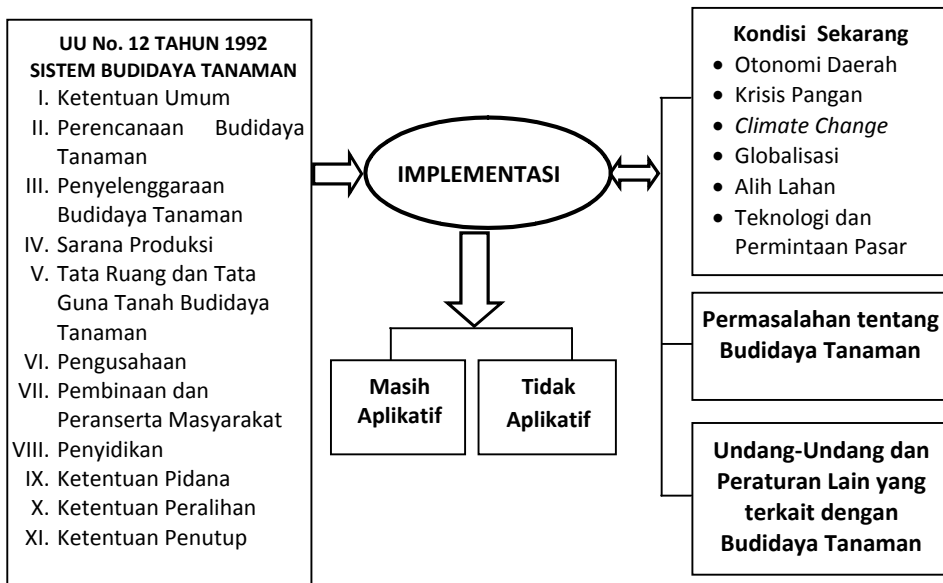 UU No. 12 TAHUN 1992
SISTEM BUDIDAYA TANAMAN
I. Ketentuan Umum
II. Perencanaan Budidaya
Tanaman
III. Penyelenggaraan
Budidaya Tanaman
IV. Sarana Produksi
V. Tata Ruang dan Tata
Guna Tanah Budidaya
Tanaman
VI. Pengusahaan
VII. Pembinaan dan
Peranserta Masyarakat
VIII. Penyidikan
IX. Ketentuan Pidana
X. Ketentuan Peralihan
XI. Ketentuan Penutup
IMPLEMENTASI
Masih
Aplikatif
Tidak
Aplikatif
Kondisi Sekarang
• Otonomi Daerah
• Krisis Pangan
• Climate Change
• Globalisasi
• Alih Lahan
• Teknologi dan
Permintaan Pasar
Permasalahan tentang
Budidaya Tanaman
Undang-Undang dan
Peraturan Lain yang
terkait dengan
Budidaya Tanaman